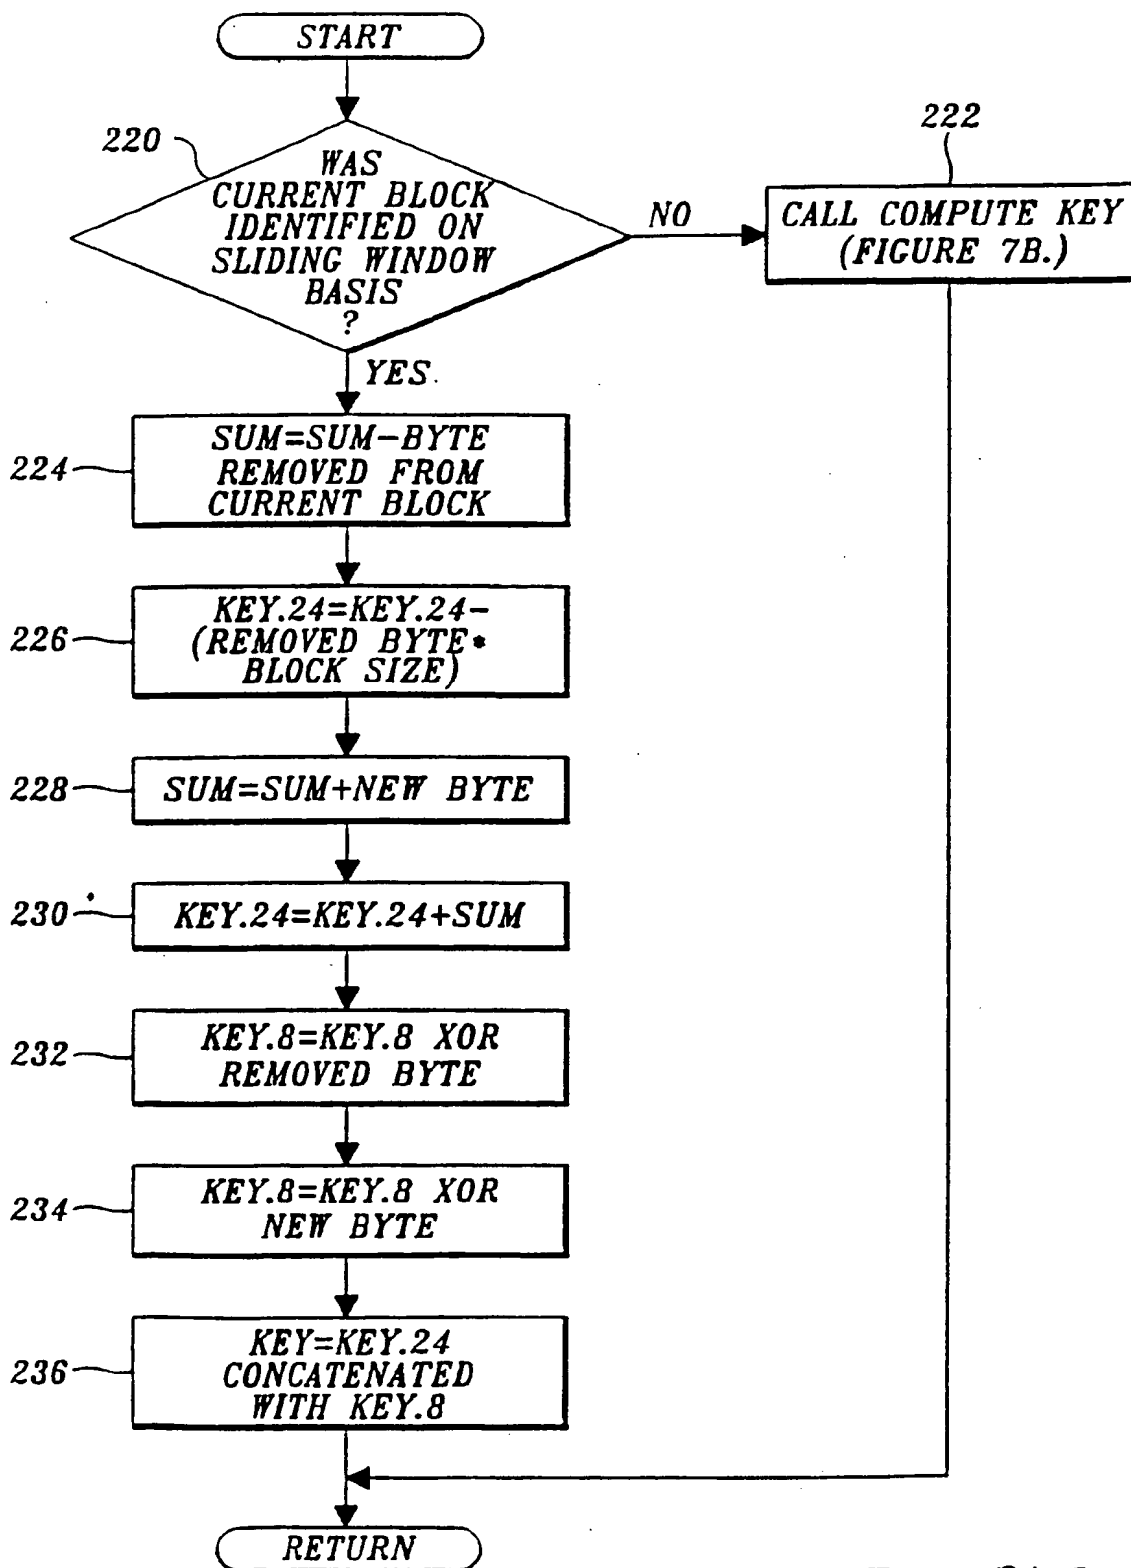 START
220
WAS
CURRENT BLOCK
IDENTIFIED ON
SLIDING WINDOW
BASIS
?
NO
222
CALL COMPUTE KEY
(FIGURE 7B.)
YES
224
SUM=SUM-BYTE
REMOVED FROM
CURRENT BLOCK
226
KEY.24=KEY.24-
(REMOVED BYTE*
BLOCK SIZE)
228
SUM=SUM+NEW BYTE
230
KEY.24=KEY.24+SUM
232
KEY.8=KEY.8 XOR
REMOVED BYTE
234
KEY.8=KEY.8 XOR
NEW BYTE
236
KEY=KEY.24
CONCATENATED
WITH KEY.8
RETURN